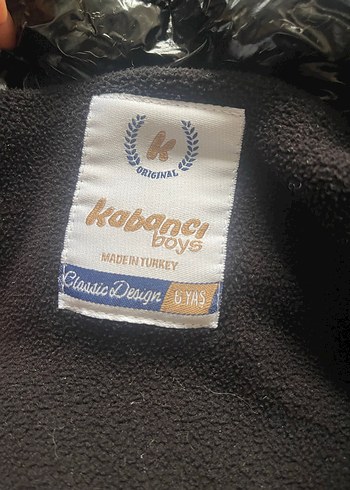 k
ORIGINAL
Kabancı
boys
MADE IN TURKEY
Classic Design 6 YAŞ